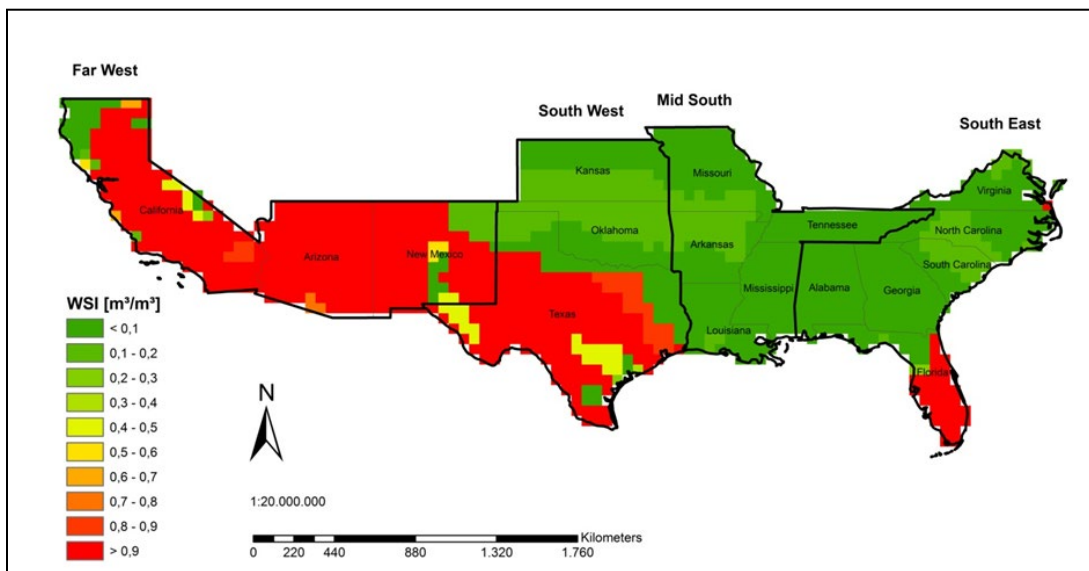 Far West
South West
Mid South
South East
Kansas
Missouri
Virginia
California
Oklahoma
Tennessee
North Carolina
Arkansas
Arizona
New Mexico
South Carolina
WSI [m³/m³]
Mississippi
Alabama
Georgia
Texas
Louisiana
Florida
< 0,1
0,1 - 0,2
0,2 - 0,3
0,3 - 0,4
0,4 - 0,5
0,5 - 0,6
0,6 - 0,7
0,7 - 0,8
0,8 - 0,9
> 0,9
N
1:20.000.000
Kilometers
0 220 440 880 1.320 1.760